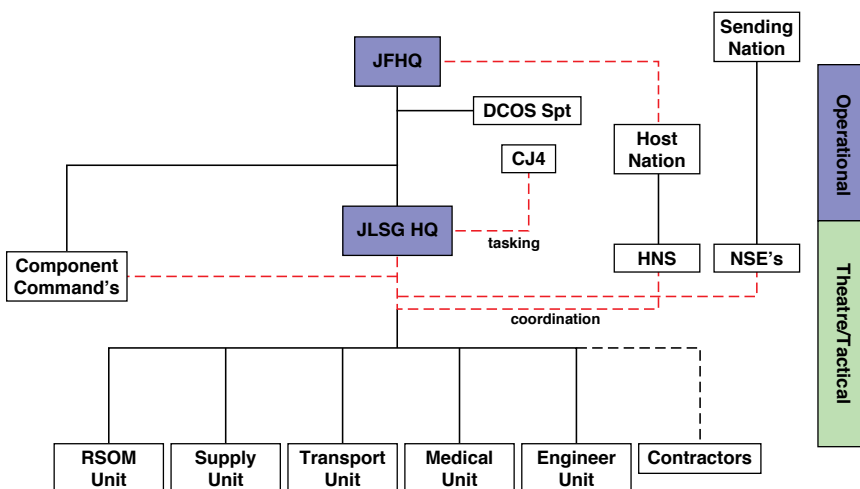 Sending
Nation
JFHQ
DCOS Spt
Host
Nation
CJ4
Operational
JLSG HQ
tasking
Component
Command's
HNS
NSE's
coordination
Theatre/Tactical
RSOM
Unit
Supply
Unit
Transport
Unit
Medical
Unit
Engineer
Unit
Contractors